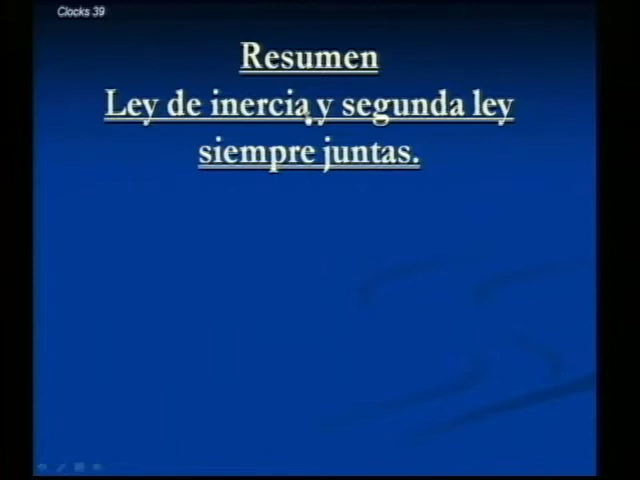 Clocks 39
Resumen
Ley de inercia y segunda ley
siempre juntas.